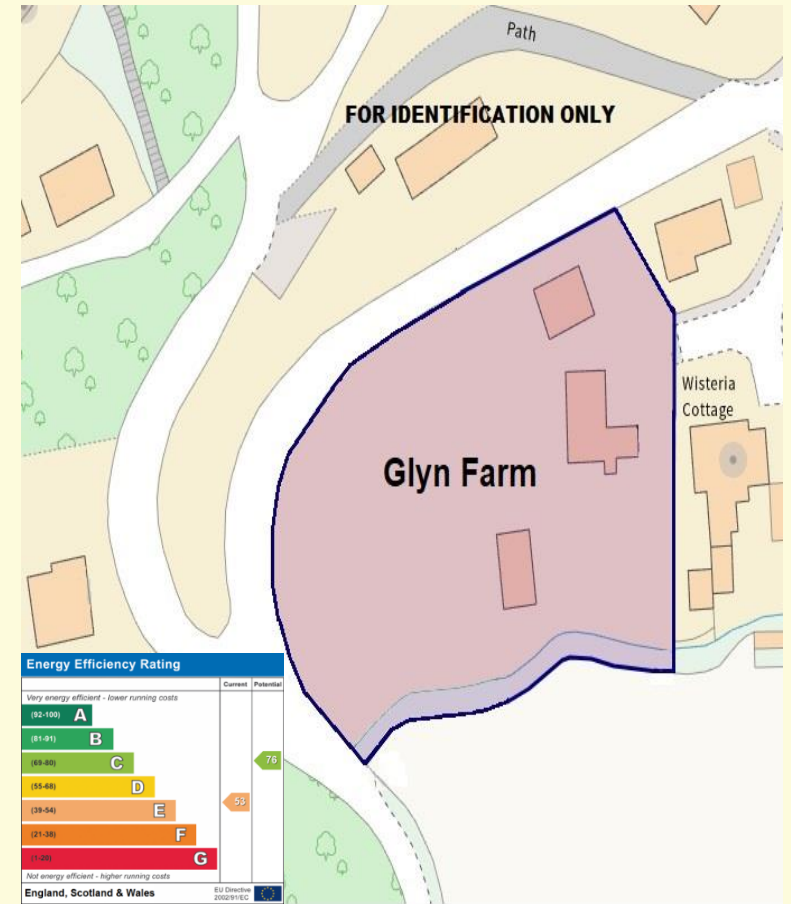 Path
FOR IDENTIFICATION ONLY
Wisteria
Cottage
Glyn Farm
Energy Efficiency Rating
Current Potential
Very energy efficient - lower running costs
(92-100) A
(81-91) B
(69-80) C
76
(55-68) D
(39-54) E
53
(21-38) F
(1-20) G
Not energy efficient - higher running costs
England, Scotland & Wales
EU Directive
2002/91/EC